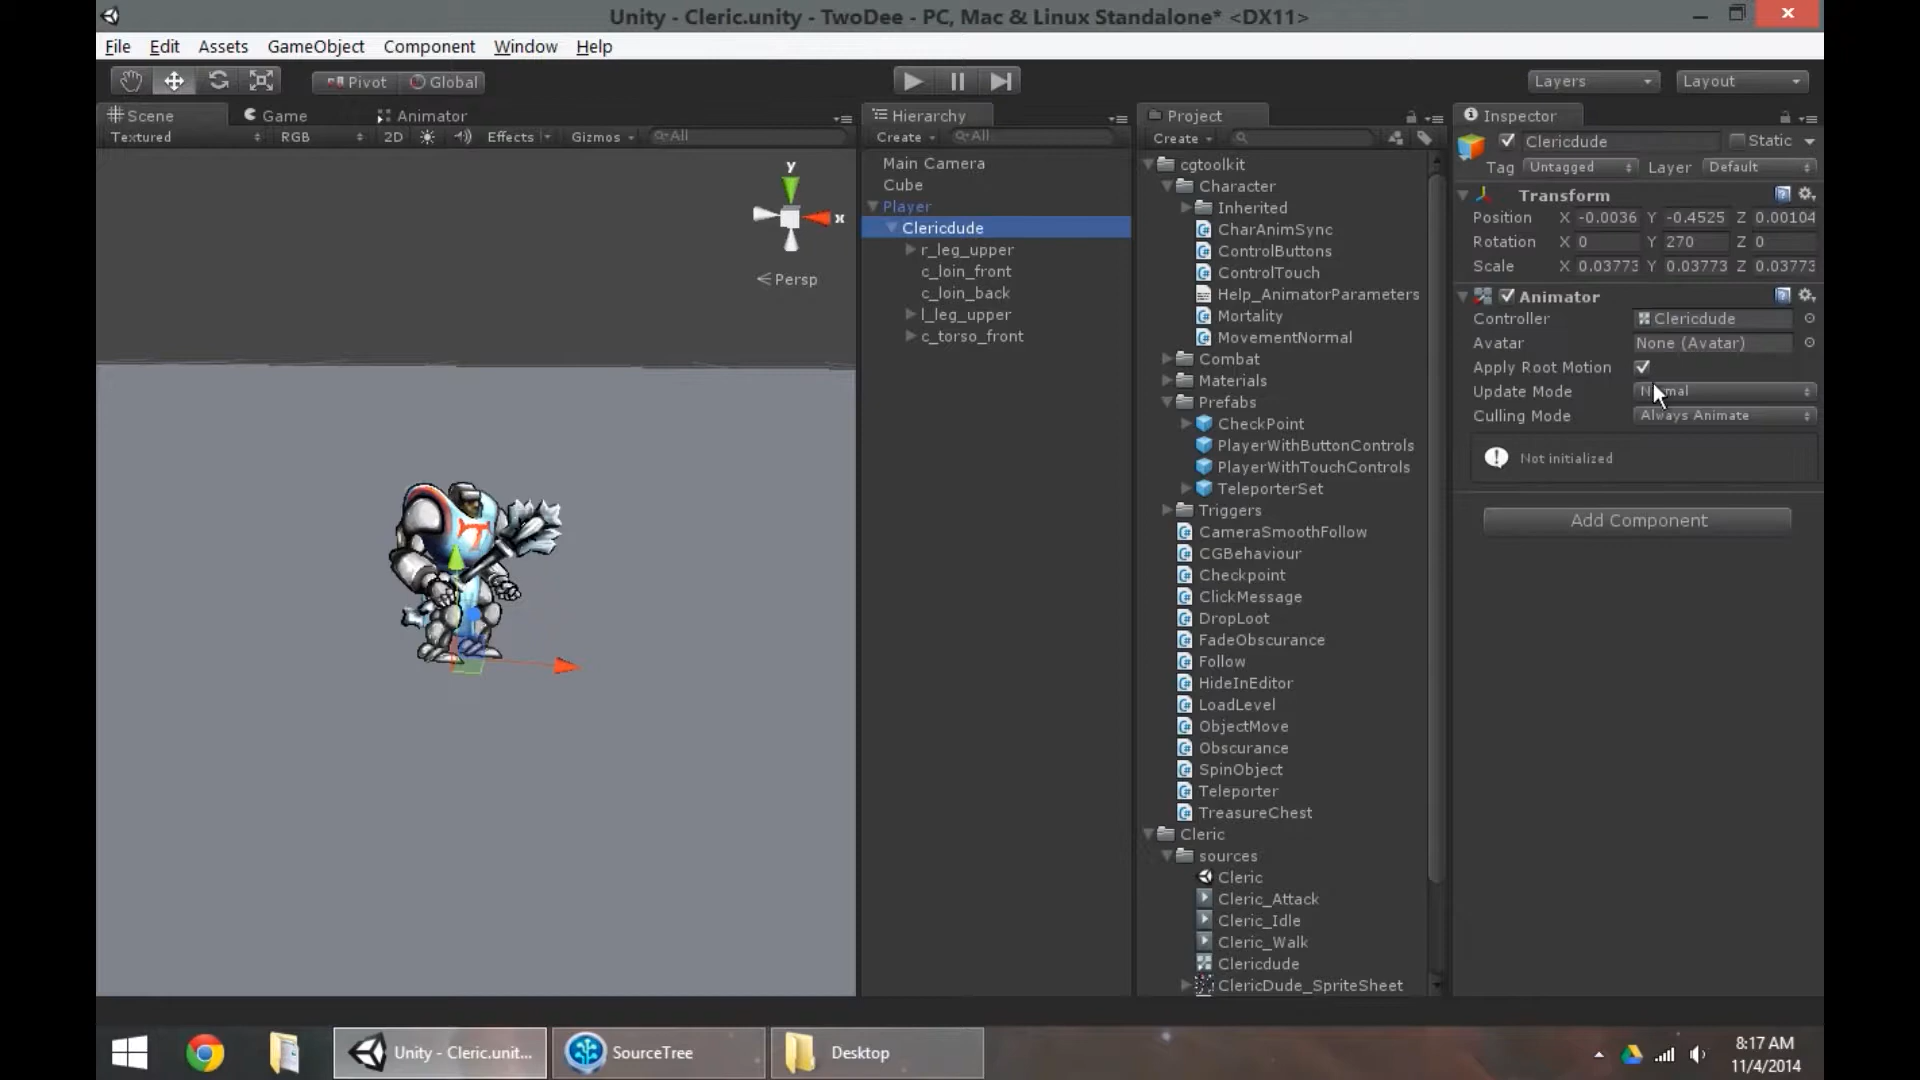 Unity - Cleric.unity - TwoDee - PC, Mac & Linux Standalone* <DX11>
File Edit Assets GameObject Component Window Help
Pivot Global Layers Layout
Scene Game Animator
Textured RGB 2D Effects Gizmos All
y
x
Persp
Hierarchy
Create All
Main Camera
Cube
Player
Clericdude
r_leg_upper
c_loin_front
c_loin_back
l_leg_upper
c_torso_front
Project
Create
cgtoolkit
Character
Inherited
CharAnimSync
ControlButtons
ControlTouch
Help_AnimatorParameters
Mortality
MovementNormal
Combat
Materials
Prefabs
CheckPoint
PlayerWithButtonControls
PlayerWithTouchControls
TeleporterSet
Triggers
CameraSmoothFollow
CGBehaviour
Checkpoint
ClickMessage
DropLoot
FadeObscurance
Follow
HideInEditor
LoadLevel
ObjectMove
Obscurance
SpinObject
Teleporter
TreasureChest
Cleric
sources
Cleric
Cleric_Attack
Cleric_Idle
Cleric_Walk
Clericdude
ClericDude_SpriteSheet
Inspector
Clericdude Static
Tag Untagged Layer Default
Transform
Position X -0.0036 Y -0.4525 Z 0.00104
Rotation X 0 Y 270 Z 0
Scale X 0.03773 Y 0.03773 Z 0.03773
Animator
Controller Clericdude
Avatar None (Avatar)
Apply Root Motion
Update Mode Normal
Culling Mode Always Animate
Not initialized
Add Component
Unity - Cleric.unit... SourceTree Desktop
8:17 AM
11/4/2014